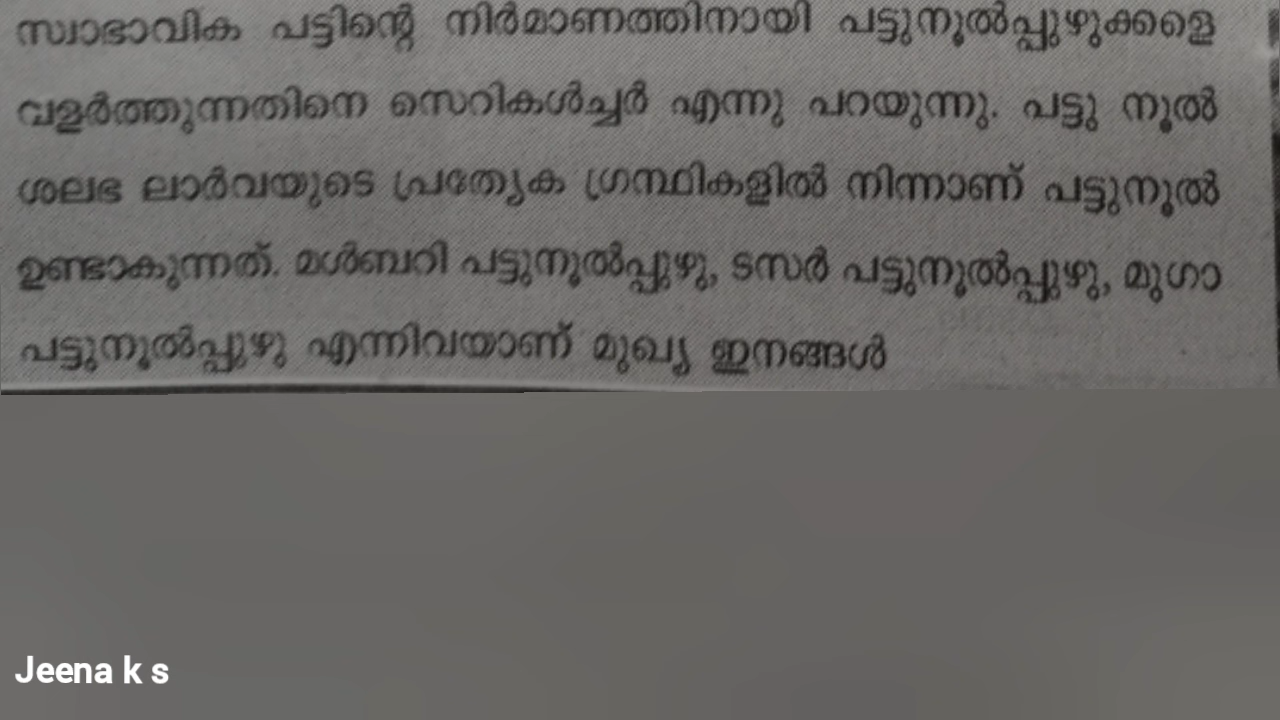 സ്വാഭാവിക പട്ടിന്റെ നിർമാണത്തിനായി പട്ടുനൂൽപ്പുഴുക്കളെ
വളർത്തുന്നതിനെ സെറികൾച്ചർ എന്നു പറയുന്നു. പട്ടു നൂൽ
ശലഭ ലാർവയുടെ പ്രത്യേക ഗ്രന്ഥികളിൽ നിന്നാണ് പട്ടുനൂൽ
ഉണ്ടാകുന്നത്. മൾബറി പട്ടുനൂൽപ്പുഴു, ടസർ പട്ടുനൂൽപ്പുഴു, മുഗാ
പട്ടുനൂൽപ്പുഴു എന്നിവയാണ് മുഖ്യ ഇനങ്ങൾ
Jeena k s